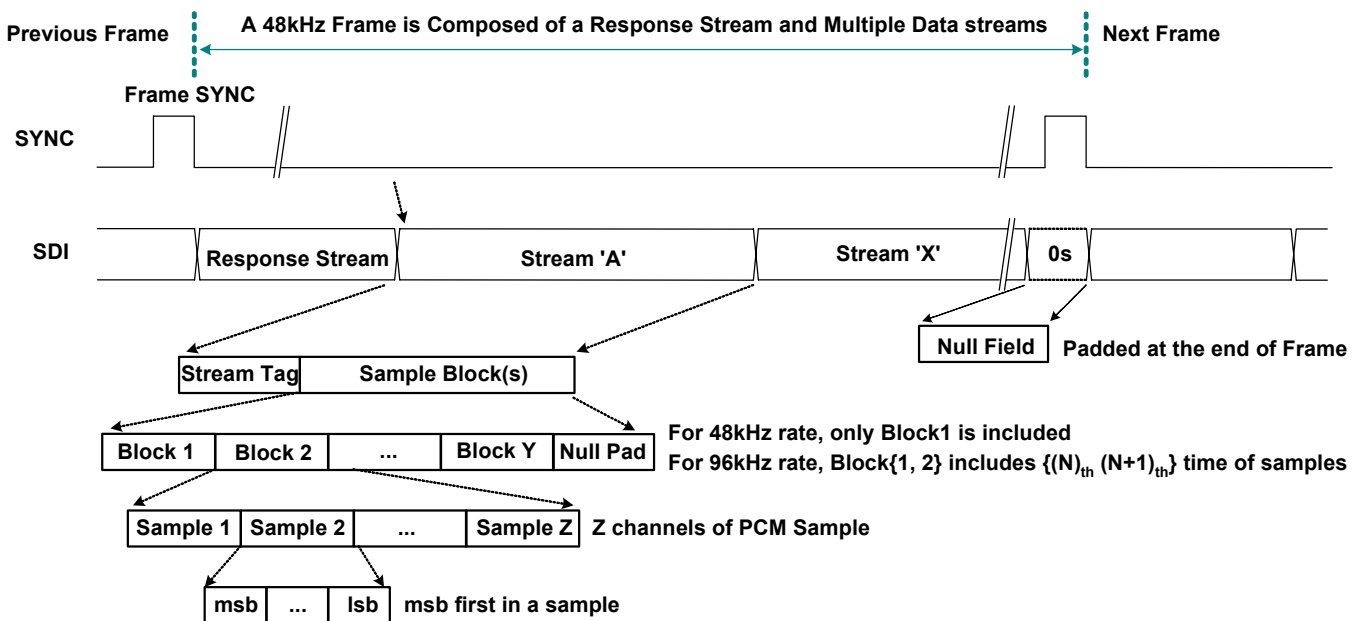 A 48kHz Frame is Composed of a Response Stream and Multiple Data streams
Previous Frame
Next Frame
Frame SYNC
SYNC
SDI
Response Stream
Stream 'A'
Stream 'X'
0s
Null Field
Padded at the end of Frame
Stream Tag
Sample Block(s)
Block 1
Block 2
...
Block Y
Null Pad
For 48kHz rate, only Block1 is included
For 96kHz rate, Block{1, 2} includes {(N)th (N+1)th} time of samples
Sample 1
Sample 2
...
Sample Z
Z channels of PCM Sample
msb
...
lsb
msb first in a sample